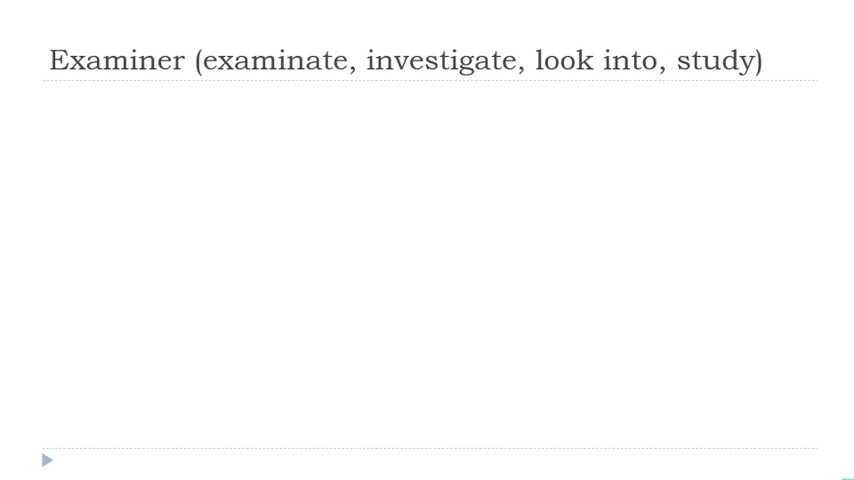 Examiner (examinate, investigate, look into, study)